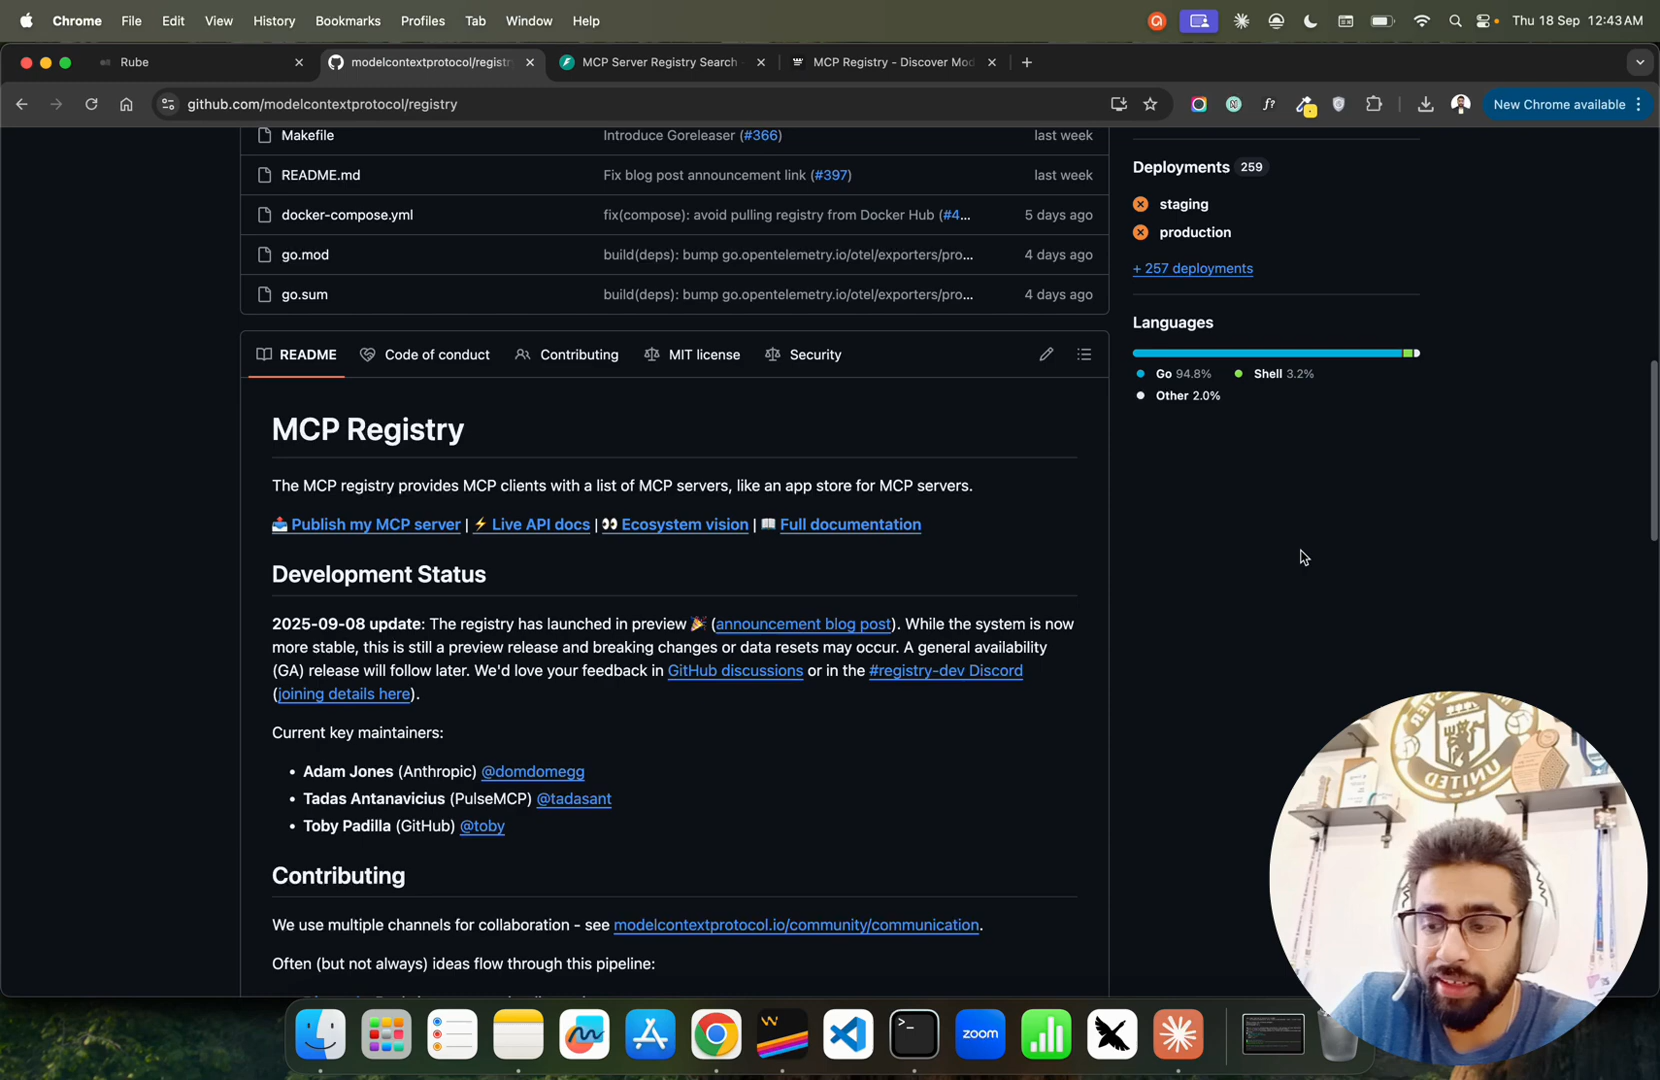 Chrome File Edit View History Bookmarks Profiles Tab Window Help Thu 18 Sep 12:43 AM
Rube modelcontextprotocol/registr MCP Server Registry Search MCP Registry - Discover Mod
github.com/modelcontextprotocol/registry New Chrome available
Makefile Introduce Goreleaser (#366) last week
README.md Fix blog post announcement link (#397) last week
docker-compose.yml fix(compose): avoid pulling registry from Docker Hub (#4... 5 days ago
go.mod build(deps): bump go.opentelemetry.io/otel/exporters/pro... 4 days ago
go.sum build(deps): bump go.opentelemetry.io/otel/exporters/pro... 4 days ago
Deployments 259
staging
production
+ 257 deployments
Languages
Go 94.8% Shell 3.2%
Other 2.0%
README Code of conduct Contributing MIT license Security
MCP Registry
The MCP registry provides MCP clients with a list of MCP servers, like an app store for MCP servers.
📤 Publish my MCP server | ⚡ Live API docs | 👀 Ecosystem vision | 📖 Full documentation
Development Status
2025-09-08 update: The registry has launched in preview 🎉 (announcement blog post). While the system is now
more stable, this is still a preview release and breaking changes or data resets may occur. A general availability
(GA) release will follow later. We'd love your feedback in GitHub discussions or in the #registry-dev Discord
(joining details here).
Current key maintainers:
• Adam Jones (Anthropic) @domdomegg
• Tadas Antanavicius (PulseMCP) @tadasant
• Toby Padilla (GitHub) @toby
Contributing
We use multiple channels for collaboration - see modelcontextprotocol.io/community/communication.
Often (but not always) ideas flow through this pipeline:
UNITED
zoom